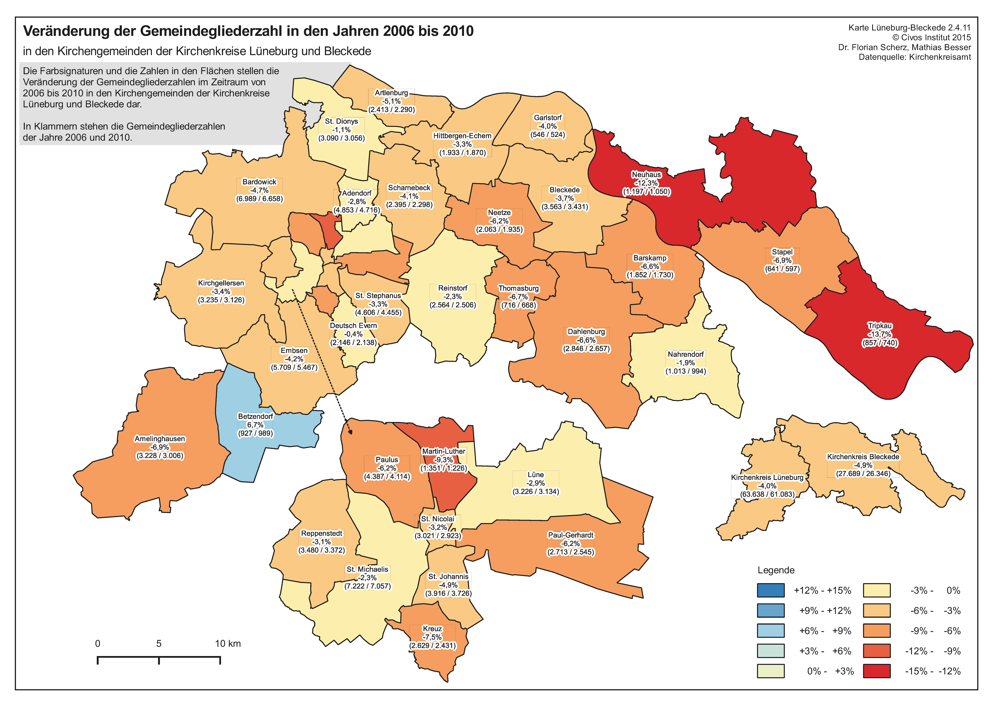 Veränderung der Gemeindegliederzahl in den Jahren 2006 bis 2010
in den Kirchengemeinden der Kirchenkreise Lüneburg und Bleckede
Karte Lüneburg-Bleckede 2.4.11
© Civos Institut 2015
Dr. Florian Scherz, Mathias Besser
Datenquelle: Kirchenkreisamt
Die Farbsignaturen und die Zahlen in den Flächen stellen die
Veränderung der Gemeindegliederzahlen im Zeitraum von
2006 bis 2010 in den Kirchengemeinden der Kirchenkreise
Lüneburg und Bleckede dar.
In Klammern stehen die Gemeindegliederzahlen
der Jahre 2006 und 2010.
Artlenburg
-5,1%
(2.413 / 2.290)
St. Dionys
-1,1%
(3.090 / 3.056)
Garlstorf
-4,0%
(546 / 524)
Hittbergen-Echem
-3,3%
(1.933 / 1.870)
Neuhaus
-12,3%
(1.197 / 1.050)
Bardowick
-4,7%
(6.989 / 6.658)
Adendorf
-2,8%
(4.853 / 4.716)
Scharnebeck
-4,1%
(2.395 / 2.298)
Bleckede
-3,7%
(3.563 / 3.431)
Neetze
-6,2%
(2.063 / 1.935)
Stapel
-6,9%
(641 / 597)
Barskamp
-6,6%
(1.852 / 1.730)
Kirchgellersen
-3,4%
(3.235 / 3.126)
St. Stephanus
-3,3%
(4.606 / 4.455)
Reinstorf
-2,3%
(2.564 / 2.506)
Thomasburg
-6,7%
(716 / 668)
Deutsch Evern
-0,4%
(2.146 / 2.138)
Dahlenburg
-6,6%
(2.846 / 2.657)
Tripkau
-13,7%
(857 / 740)
Embsen
-4,2%
(5.709 / 5.467)
Nahrendorf
-1,9%
(1.013 / 994)
Betzendorf
6,7%
(927 / 989)
Amelinghausen
-6,9%
(3.228 / 3.006)
Paulus
-6,2%
(4.387 / 4.114)
Martin-Luther
-9,3%
(1.351 / 1.226)
Lüne
-2,9%
(3.226 / 3.134)
Kirchenkreis Bleckede
-4,9%
(27.689 / 26.346)
Kirchenkreis Lüneburg
-4,0%
(63.638 / 61.083)
St. Nicolai
-3,2%
(3.021 / 2.923)
Reppenstedt
-3,1%
(3.480 / 3.372)
Paul-Gerhardt
-6,2%
(2.713 / 2.545)
St. Michaelis
-2,3%
(7.222 / 7.057)
St. Johannis
-4,9%
(3.916 / 3.726)
Kreuz
-7,5%
(2.629 / 2.431)
0 5 10 km
Legende
+12% - +15% -3% - 0%
+9% - +12% -6% - -3%
+6% - +9% -9% - -6%
+3% - +6% -12% - -9%
0% - +3% -15% - -12%